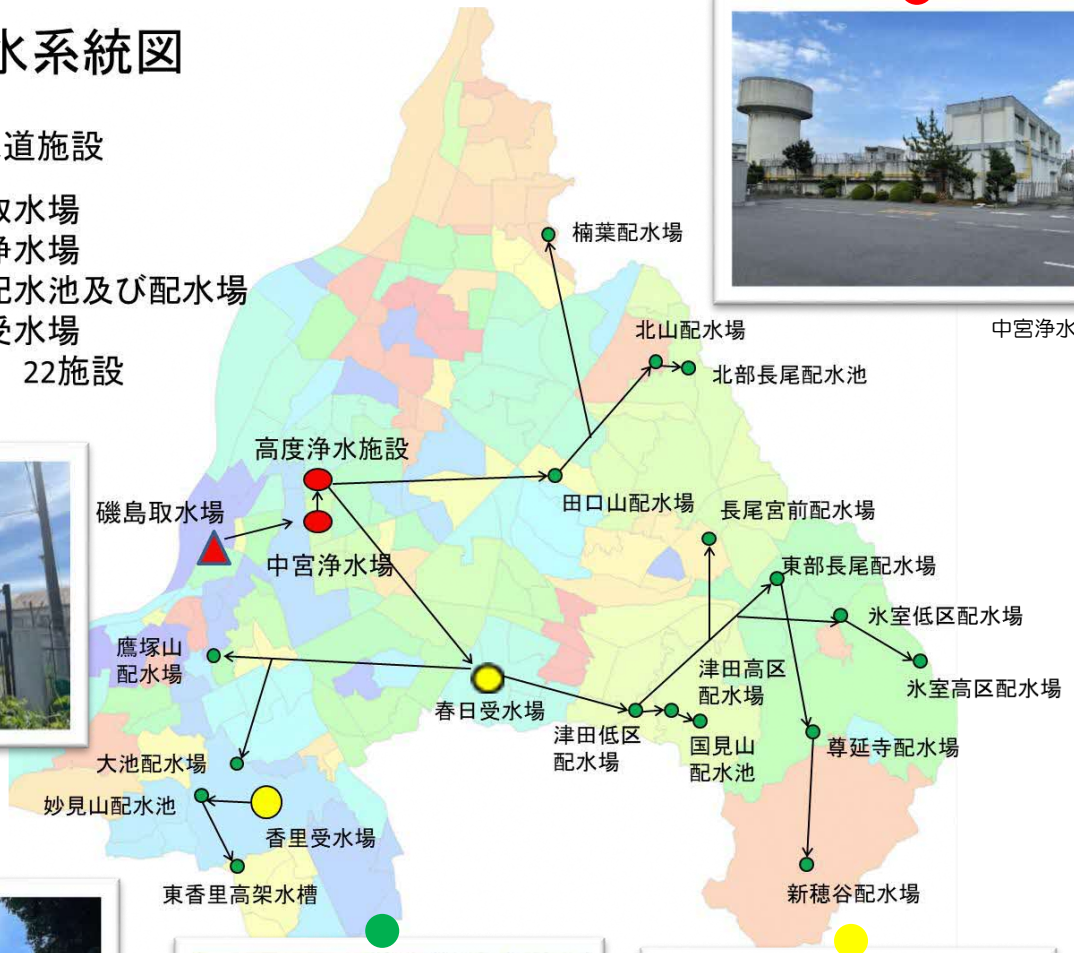 水系統図
道施設
取水場
浄水場
配水池及び配水場
受水場
22施設
中宮浄水
楠葉配水場
北山配水場
北部長尾配水池
高度浄水施設
田口山配水場
磯島取水場
長尾宮前配水場
中宮浄水場
東部長尾配水場
氷室低区配水場
鷹塚山
配水場
津田高区
配水場
氷室高区配水場
春日受水場
津田低区
配水場
国見山
配水池
尊延寺配水場
大池配水場
妙見山配水池
香里受水場
東香里高架水槽
新穂谷配水場